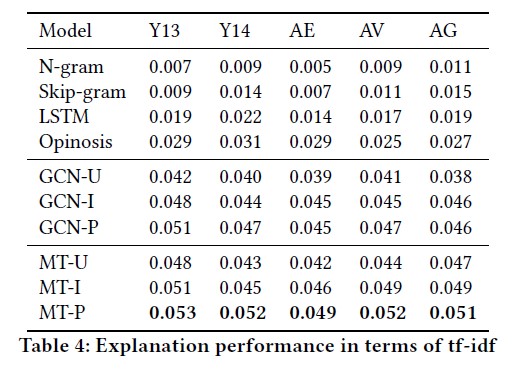 Model Y13 Y14 AE AV AG
N-gram 0.007 0.009 0.005 0.009 0.011
Skip-gram 0.009 0.014 0.007 0.011 0.015
LSTM 0.019 0.022 0.014 0.017 0.019
Opinosis 0.029 0.031 0.029 0.025 0.027
GCN-U 0.042 0.040 0.039 0.041 0.038
GCN-I 0.048 0.044 0.045 0.045 0.046
GCN-P 0.051 0.047 0.045 0.047 0.046
MT-U 0.048 0.043 0.042 0.044 0.047
MT-I 0.051 0.045 0.046 0.049 0.049
MT-P 0.053 0.052 0.049 0.052 0.051
Table 4: Explanation performance in terms of tf-idf